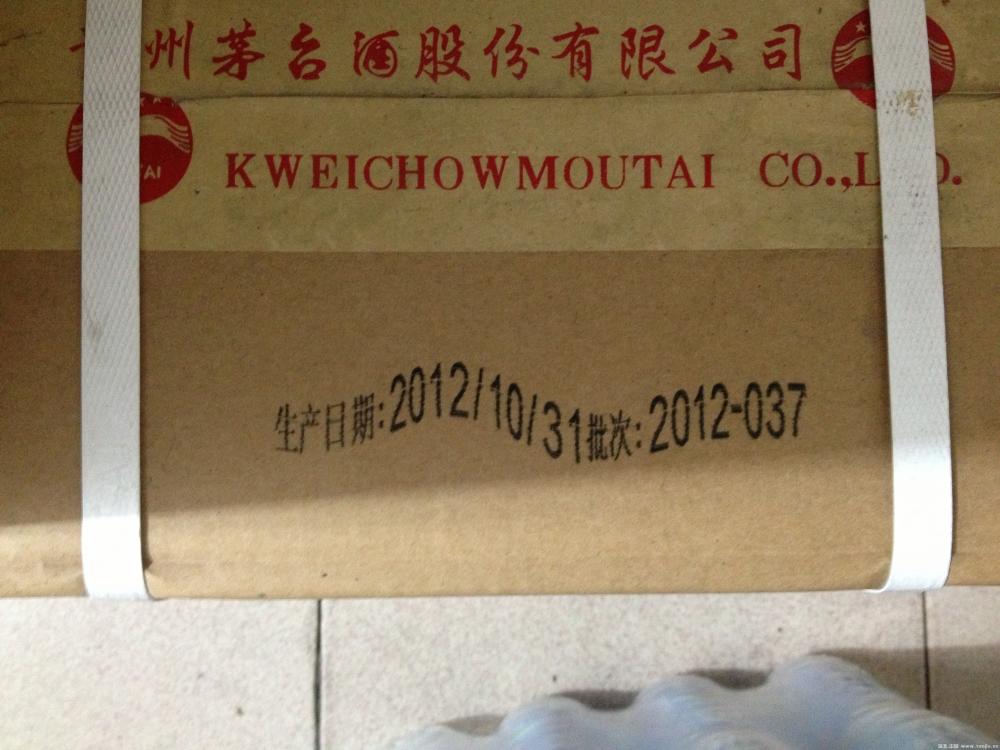 州茅台酒股份有限公司
TAI
KWEICHOWMOUTAI CO.,L D.
生产日期:2012/10/31批次:2012-037